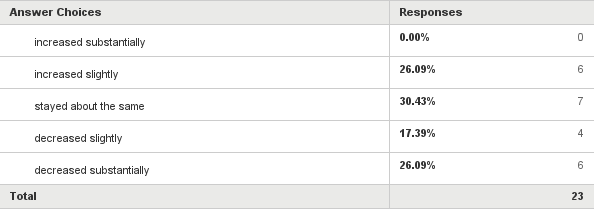 Answer Choices Responses
increased substantially 0.00% 0
increased slightly 26.09% 6
stayed about the same 30.43% 7
decreased slightly 17.39% 4
decreased substantially 26.09% 6
Total 23